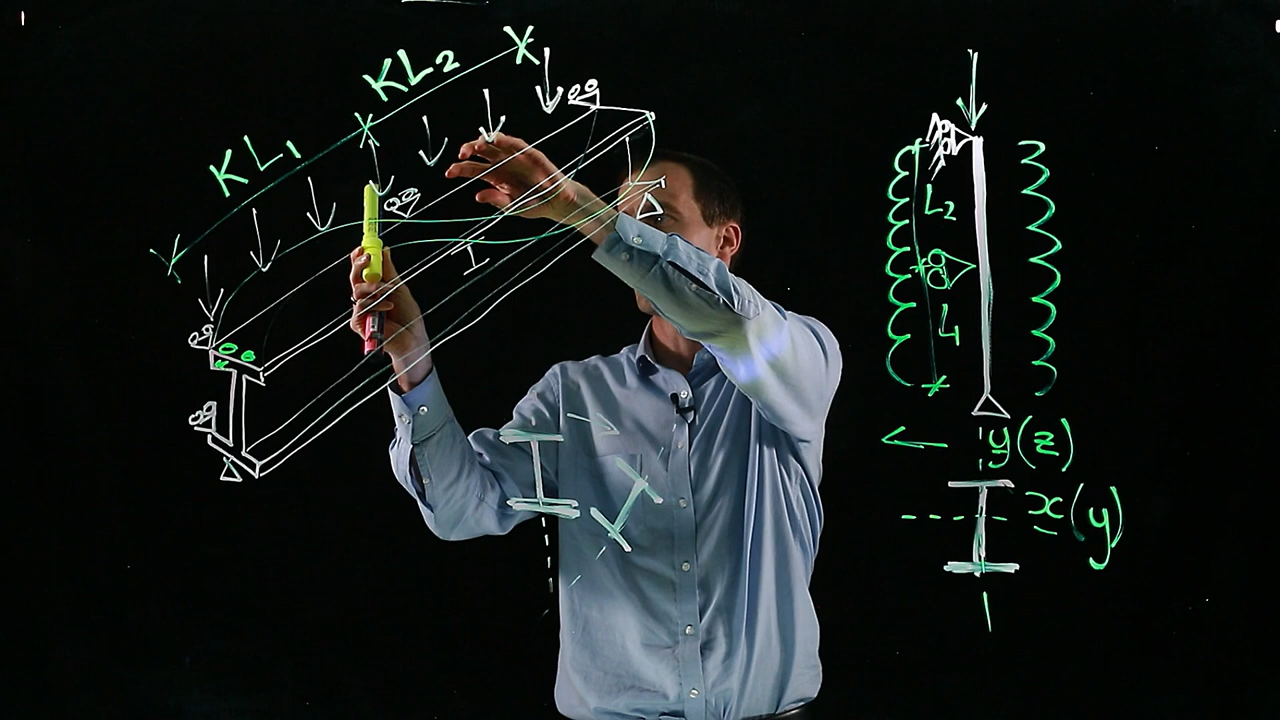 KL₂
KL₁
L₂
L₁
y(z)
x(y)